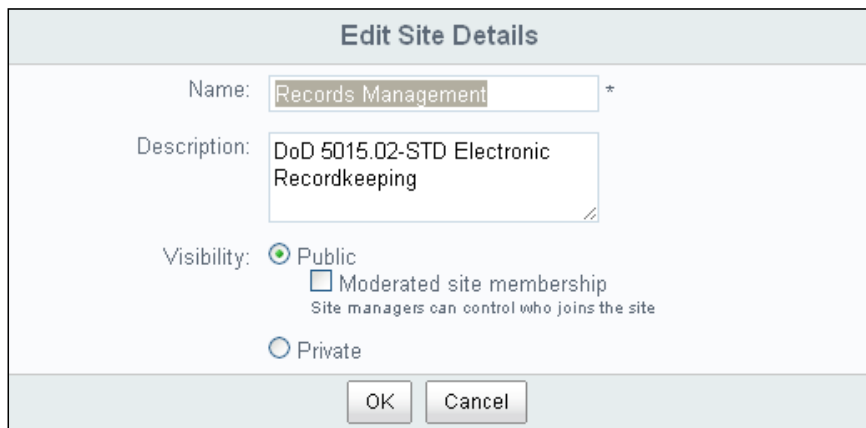 Edit Site Details
Name: Records Management *
Description: DoD 5015.02-STD Electronic
Recordkeeping
Visibility: Public
Moderated site membership
Site managers can control who joins the site
Private
OK Cancel